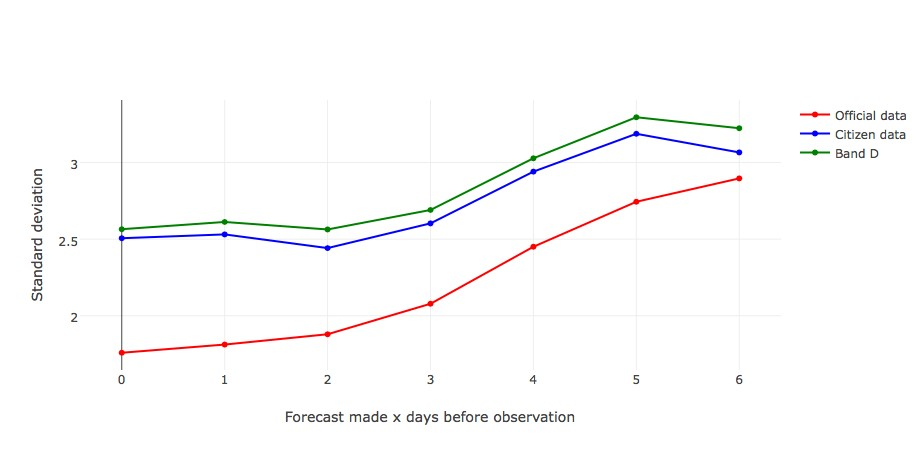 Official data
Citizen data
Band D
3
2.5
2
Standard deviation
0 1 2 3 4 5 6
Forecast made x days before observation